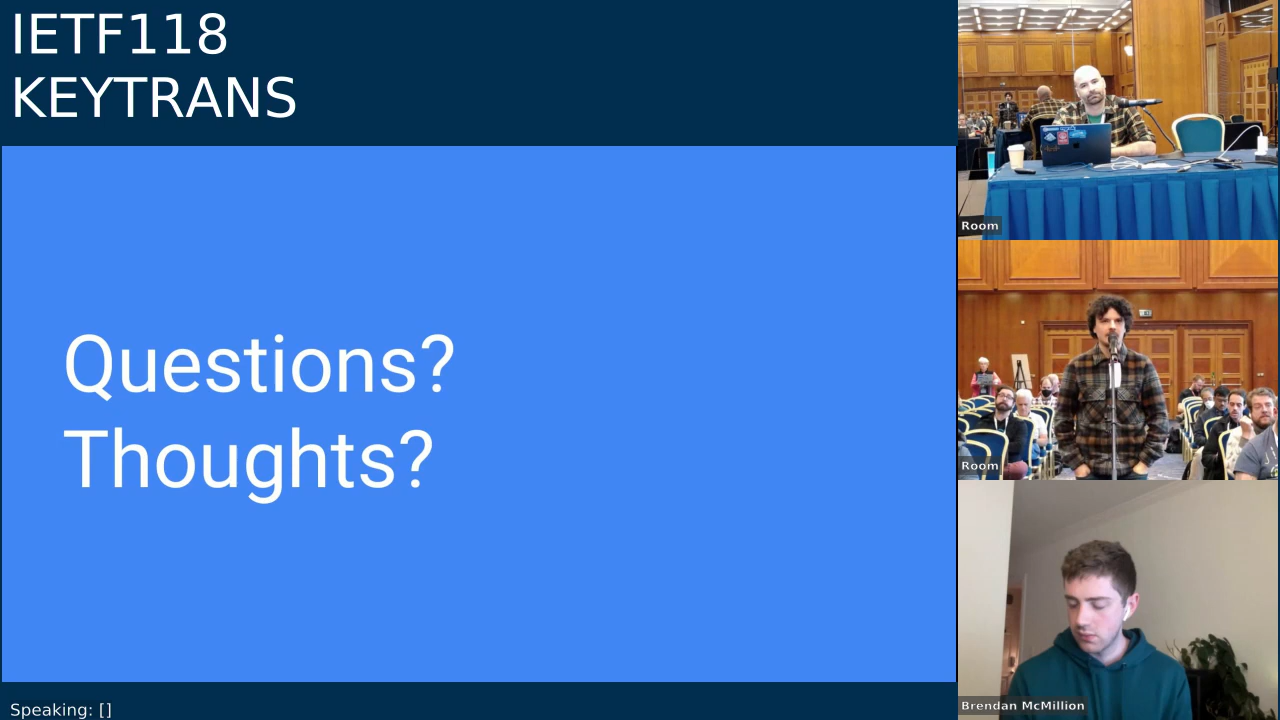 IETF118
KEYTRANS
Questions?
Thoughts?
Speaking: []
Room
Room
Brendan McMillion